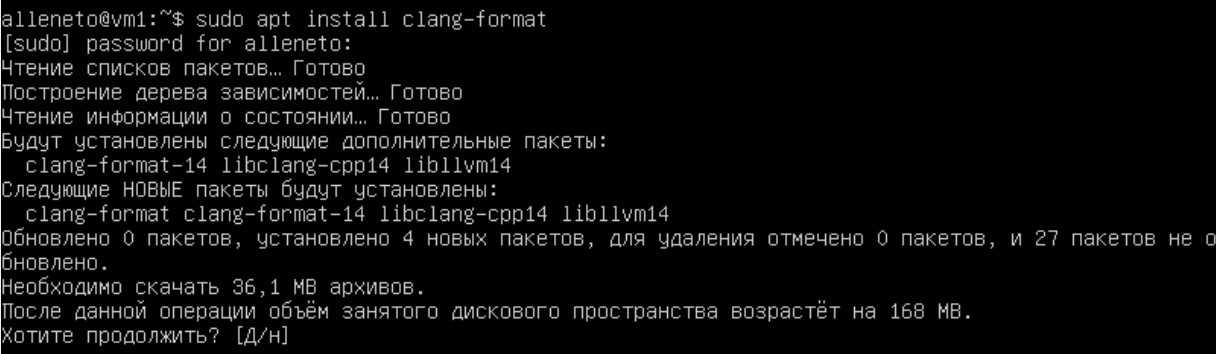 alleneto@vm1:~$ sudo apt install clang-format
[sudo] password for alleneto:
Чтение списков пакетов… Готово
Построение дерева зависимостей… Готово
Чтение информации о состоянии… Готово
Будут установлены следующие дополнительные пакеты:
  clang-format-14 libclang-cpp14 libllvm14
Следующие НОВЫЕ пакеты будут установлены:
  clang-format clang-format-14 libclang-cpp14 libllvm14
Обновлено 0 пакетов, установлено 4 новых пакетов, для удаления отмечено 0 пакетов, и 27 пакетов не о
бновлено.
Необходимо скачать 36,1 MB архивов.
После данной операции объём занятого дискового пространства возрастёт на 168 MB.
Хотите продолжить? [Д/н]